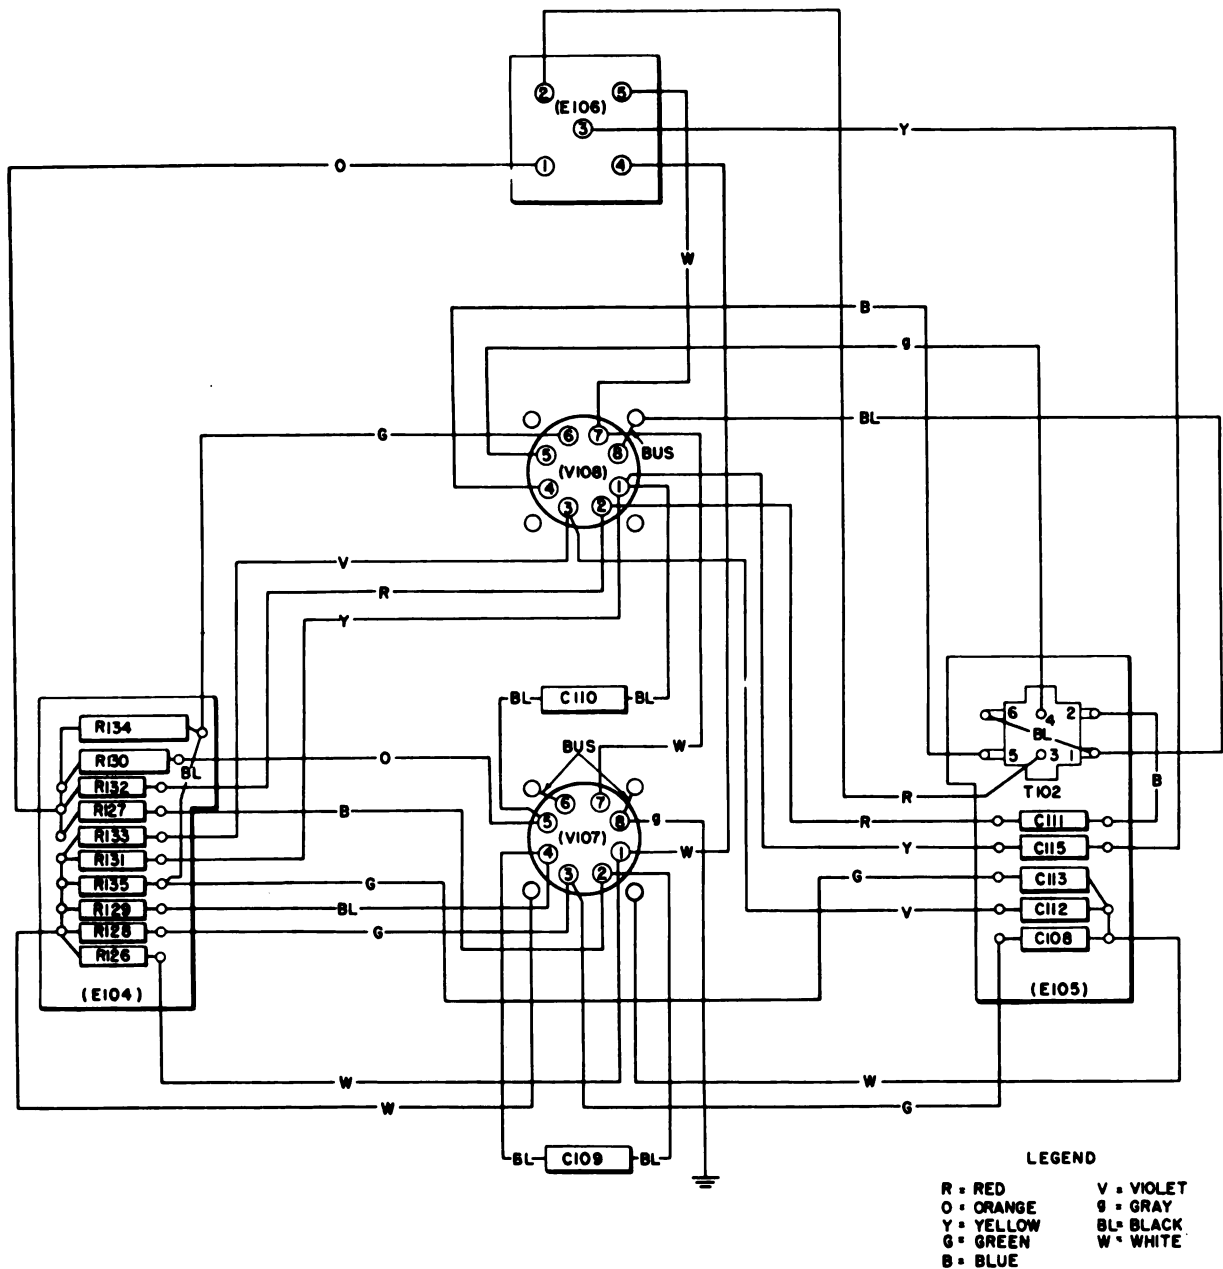 2
5
(E106)
3
Y
O
1
4
W
B
g
BL
G
6
7
5
8
BUS
(V108)
4
1
3
2
V
R
Y
BL
C110
BL
R134
6
4
2
BL
W
BUS
O
R130
5
3
1
BL
B
R132
T102
6
7
R
R127
B
5
8
g
R
C111
R133
(V107)
R131
4
1
W
Y
C115
R135
G
3
2
G
C113
R129
BL
V
C112
R128
G
C108
R126
(E104)
(E105)
W
W
W
G
BL
C109
BL
LEGEND
R = RED
V = VIOLET
O = ORANGE
g = GRAY
Y = YELLOW
BL = BLACK
G = GREEN
W = WHITE
B = BLUE